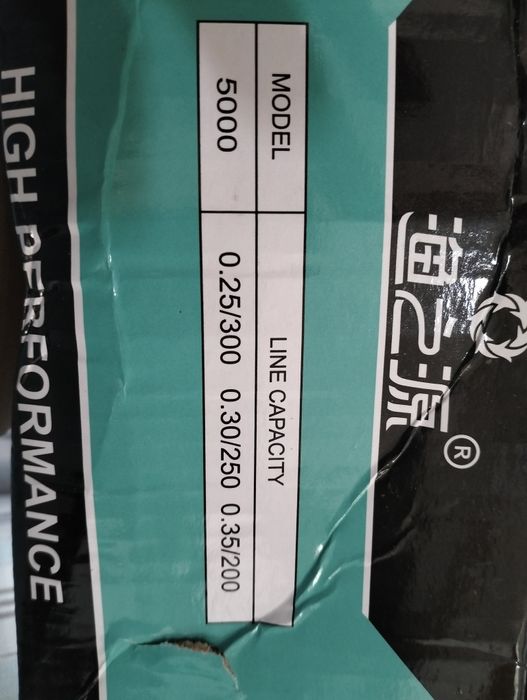 渔之源®
MODEL LINE CAPACITY
5000 0.25/300 0.30/250 0.35/200
HIGH PERFORMANCE